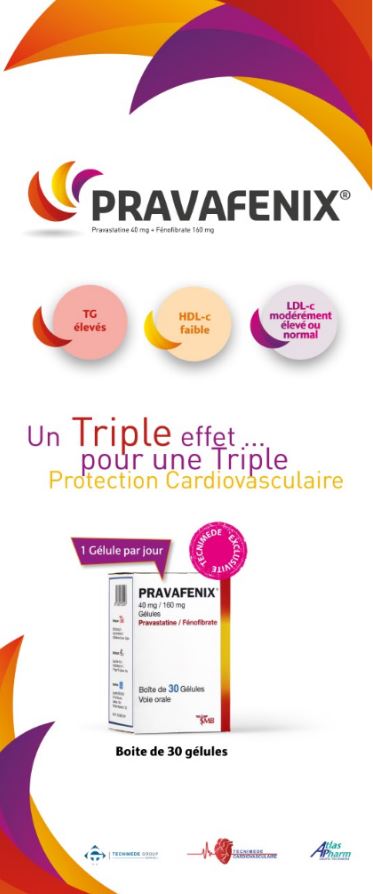 PRAVAFENIX®
Pravastatine 40 mg + Fénofibrate 160 mg
TG
élevés
HDL-c
faible
LDL-c
modérément
élevé ou
normal
Un Triple effet ...
pour une Triple
Protection Cardiovasculaire
1 Gélule par jour
TECNIMEDE EXCLUSIVITE
PRAVAFENIX®
40 mg / 160 mg
Gélules
Pravastatine / Fénofibrate
Boîte de 30 Gélules
Voie orale
SMB
Boite de 30 gélules
TECNIMEDE GROUP
TECNIMEDE
CARDIOVASCULAIRE
Atlas
Pharm